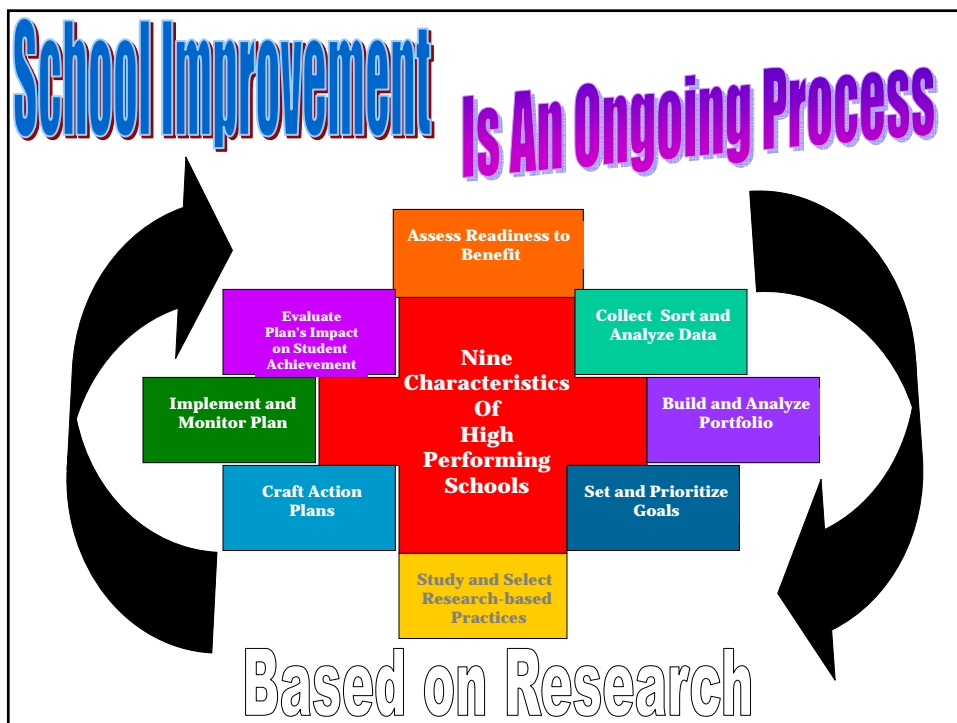 School Improvement
Is An Ongoing Process
Assess Readiness to
Benefit
Collect Sort and
Analyze Data
Build and Analyze
Portfolio
Set and Prioritize
Goals
Study and Select
Research-based
Practices
Craft Action
Plans
Implement and
Monitor Plan
Evaluate
Plan's Impact
on Student
Achievement
Nine
Characteristics
Of
High
Performing
Schools
Based on Research